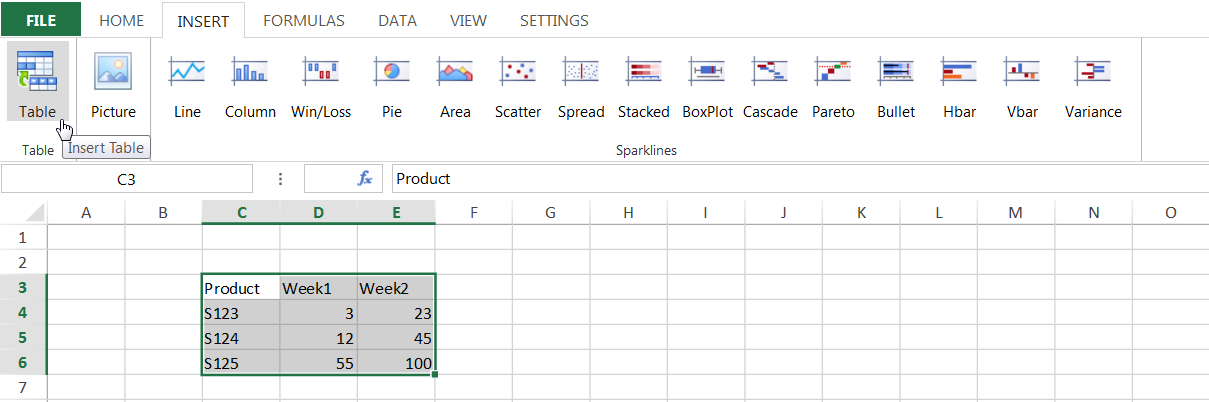 FILE HOME INSERT FORMULAS DATA VIEW SETTINGS
Table Picture Line Column Win/Loss Pie Area Scatter Spread Stacked BoxPlot Cascade Pareto Bullet Hbar Vbar Variance
Table Insert Table Sparklines
C3 fx Product
A B C D E F G H I J K L M N O
1
2
3 Product Week1 Week2
4 S123 3 23
5 S124 12 45
6 S125 55 100
7